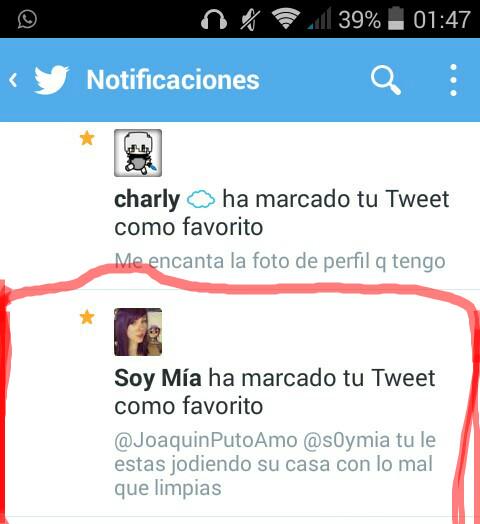 39% 01:47
Notificaciones
charly ha marcado tu Tweet
como favorito
Me encanta la foto de perfil q tengo
Soy Mía ha marcado tu Tweet
como favorito
@JoaquinPutoAmo @s0ymia tu le
estas jodiendo su casa con lo mal
que limpias